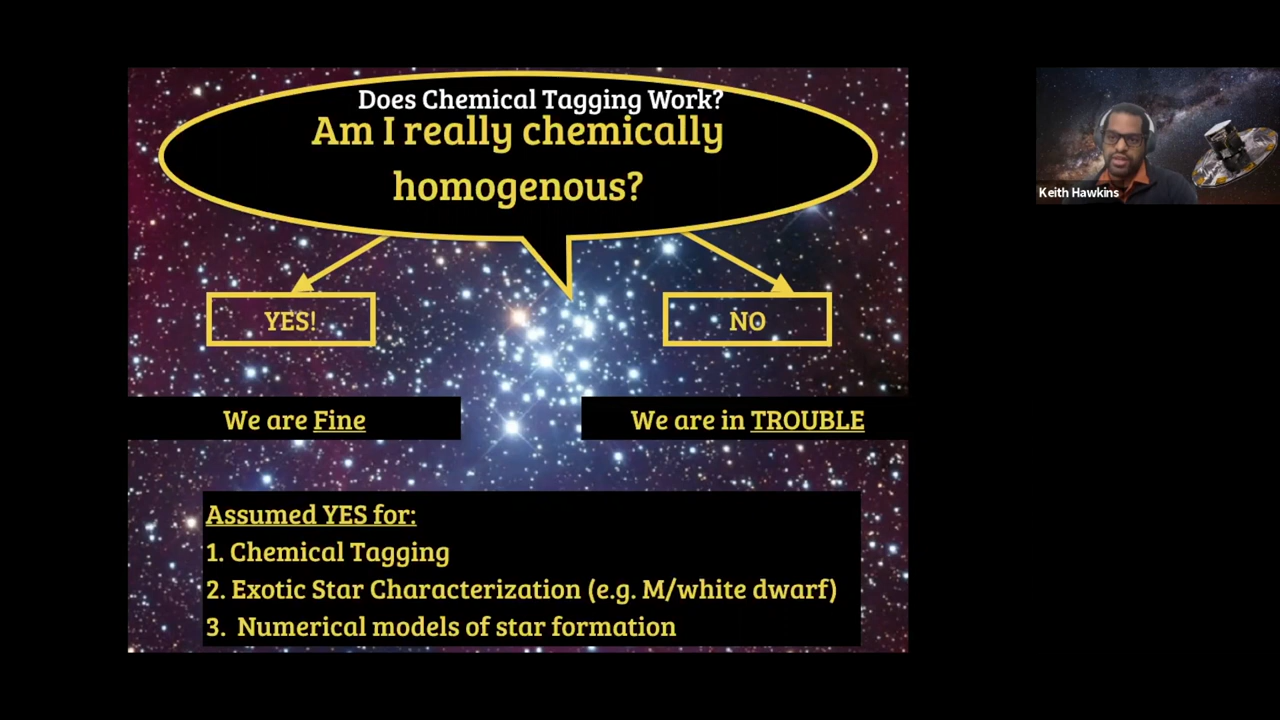 Does Chemical Tagging Work?
Am I really chemically
homogenous?
YES!
NO
We are Fine
We are in TROUBLE
Assumed YES for:
1. Chemical Tagging
2. Exotic Star Characterization (e.g. M/white dwarf)
3. Numerical models of star formation
Keith Hawkins